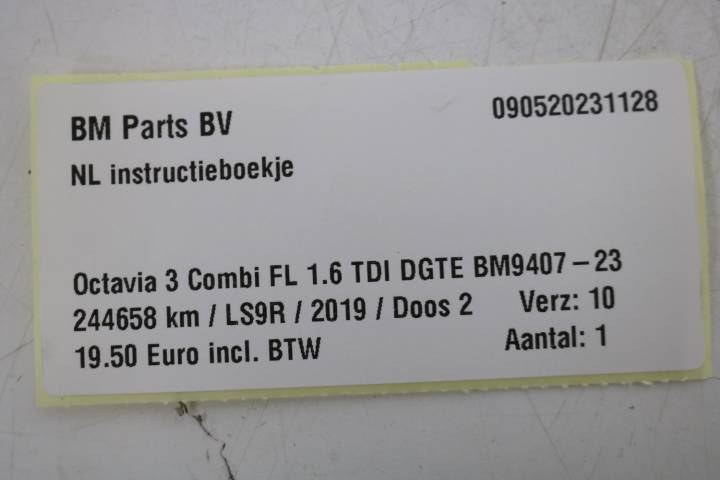 BM Parts BV 090520231128
NL instructieboekje
Octavia 3 Combi FL 1.6 TDI DGTE BM9407-23
244658 km / LS9R / 2019 / Doos 2 Verz: 10
19.50 Euro incl. BTW Aantal: 1